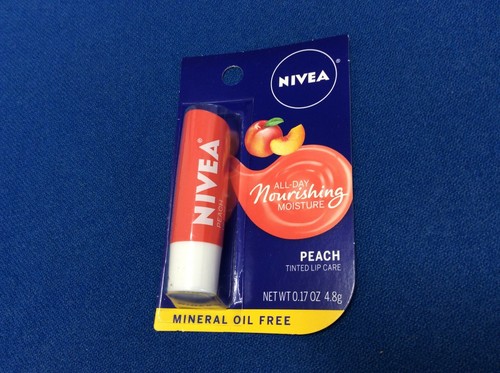 NIVEA
®
NIVEA
PEACH
ALL-DAY
Nourishing
MOISTURE
PEACH
TINTED LIP CARE
NET WT 0.17 OZ 4.8g
MINERAL OIL FREE